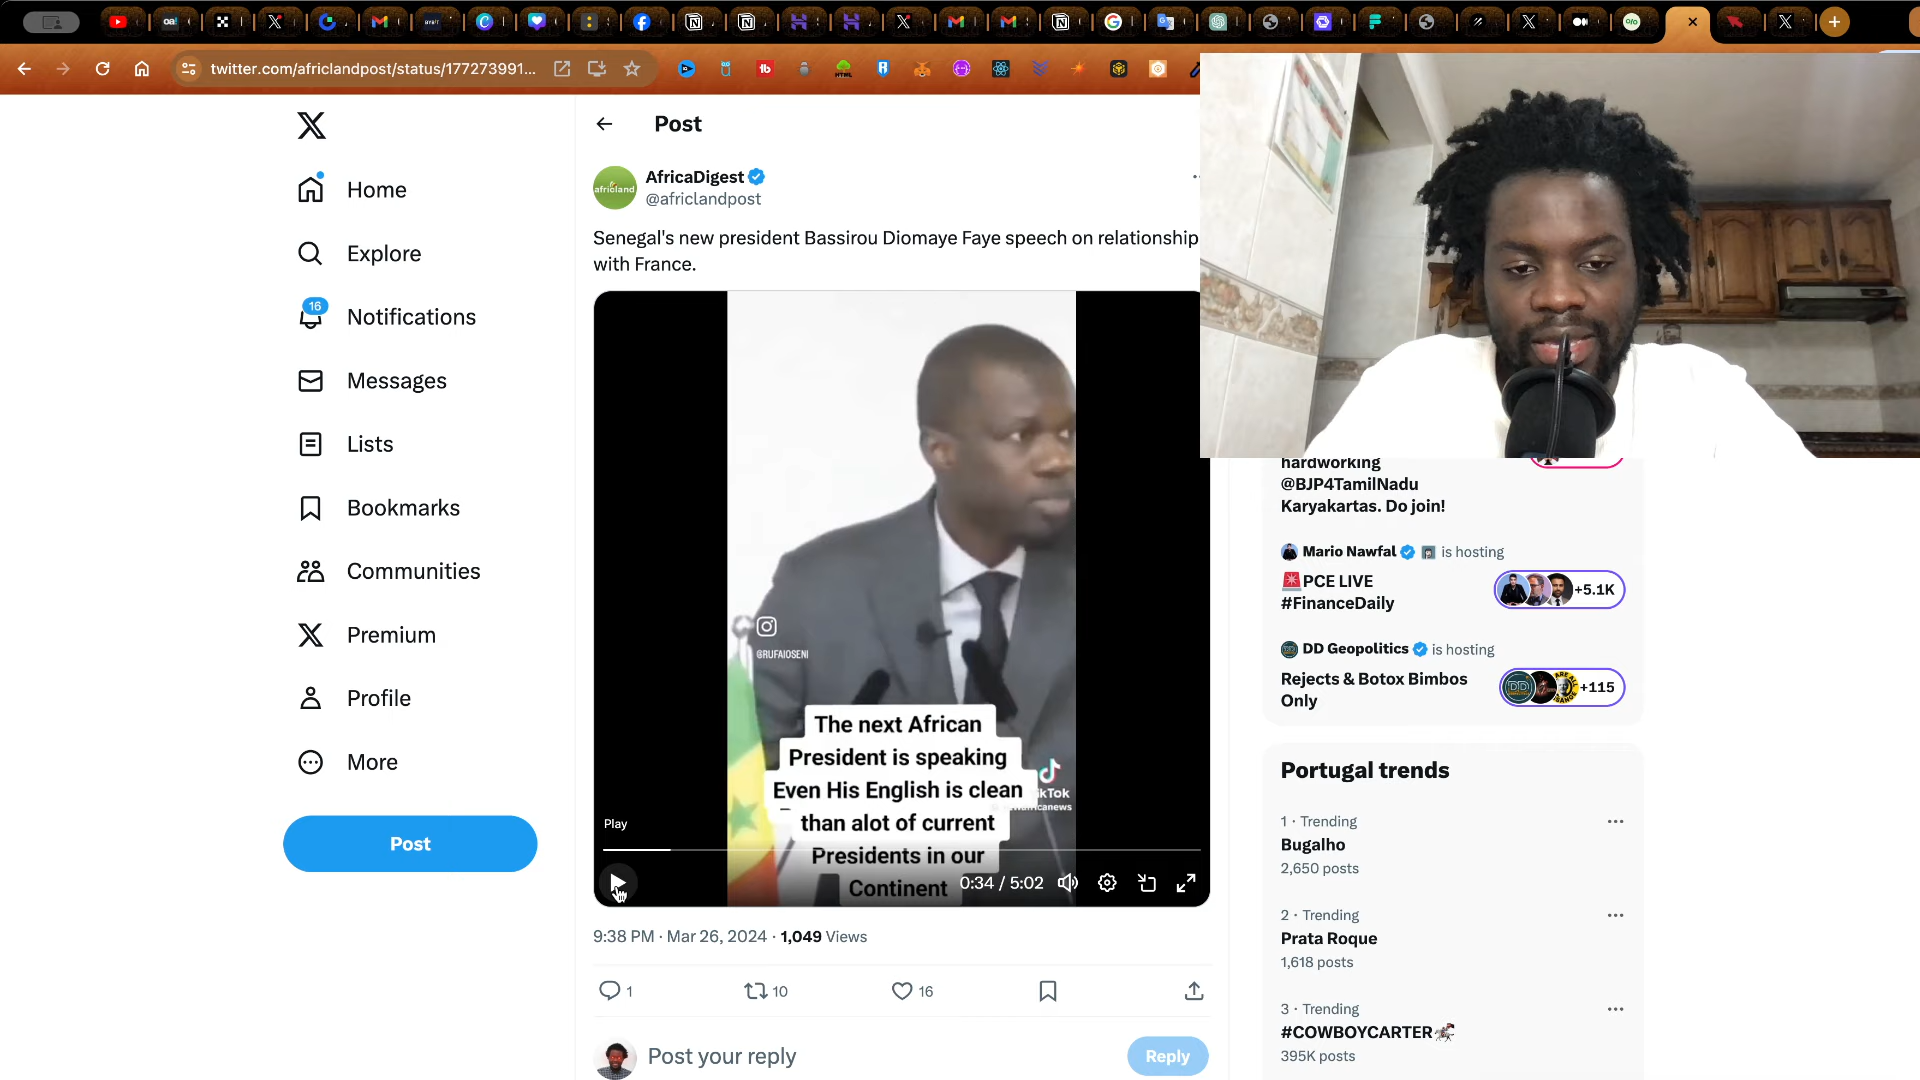 twitter.com/africlandpost/status/177273991...
Post
Home
Explore
16
Notifications
Messages
Lists
Bookmarks
Communities
Premium
Profile
More
Post
africland
AfricaDigest
@africlandpost
Senegal's new president Bassirou Diomaye Faye speech on relationship
with France.
@RUFAIOSENI
The next African
President is speaking
Even His English is clean
than alot of current
Presidents in our
Continent
Play
0:34 / 5:02
9:38 PM · Mar 26, 2024 · 1,049 Views
1
10
16
Post your reply
Reply
hardworking
@BJP4TamilNadu
Karyakartas. Do join!
Mario Nawfal is hosting
🚨PCE LIVE
#FinanceDaily
+5.1K
DD Geopolitics is hosting
Rejects & Botox Bimbos
Only
+115
Portugal trends
1 · Trending
Bugalho
2,650 posts
2 · Trending
Prata Roque
1,618 posts
3 · Trending
#COWBOYCARTER
395K posts